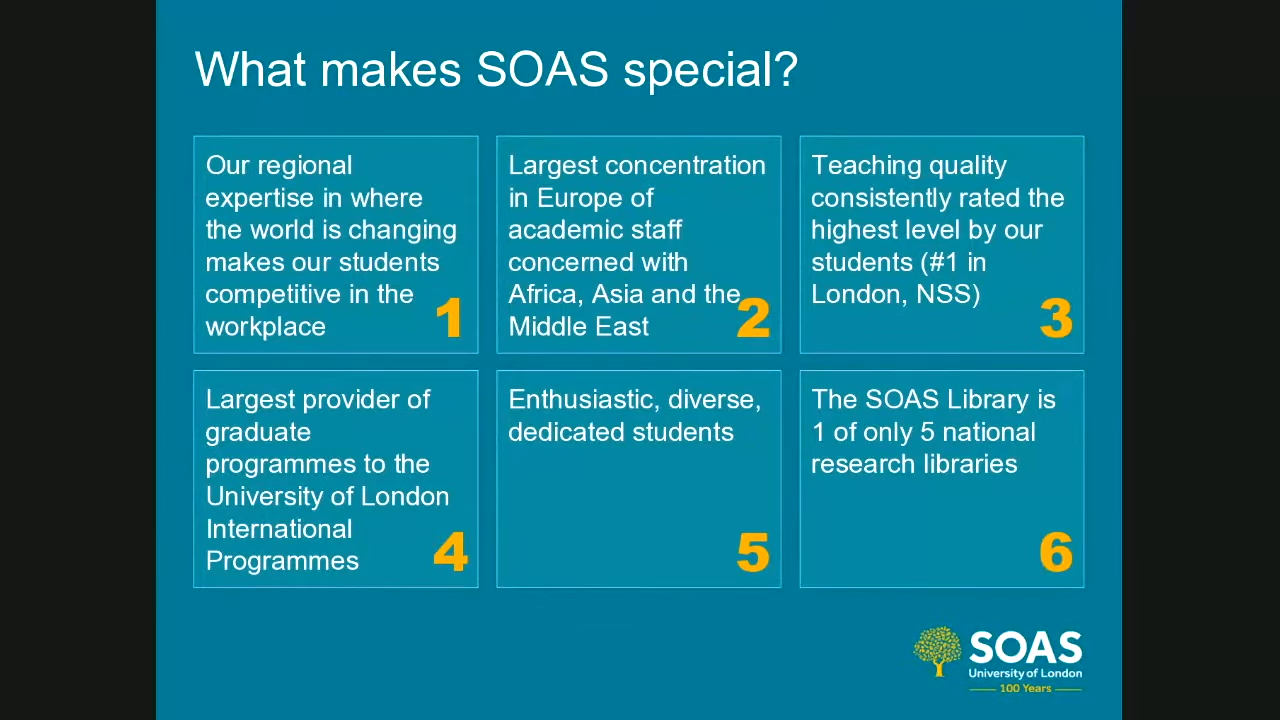 What makes SOAS special?
Our regional
expertise in where
the world is changing
makes our students
competitive in the
workplace
1
Largest concentration
in Europe of
academic staff
concerned with
Africa, Asia and the
Middle East
2
Teaching quality
consistently rated the
highest level by our
students (#1 in
London, NSS)
3
Largest provider of
graduate
programmes to the
University of London
International
Programmes
4
Enthusiastic, diverse,
dedicated students
5
The SOAS Library is
1 of only 5 national
research libraries
6
SOAS
University of London
100 Years